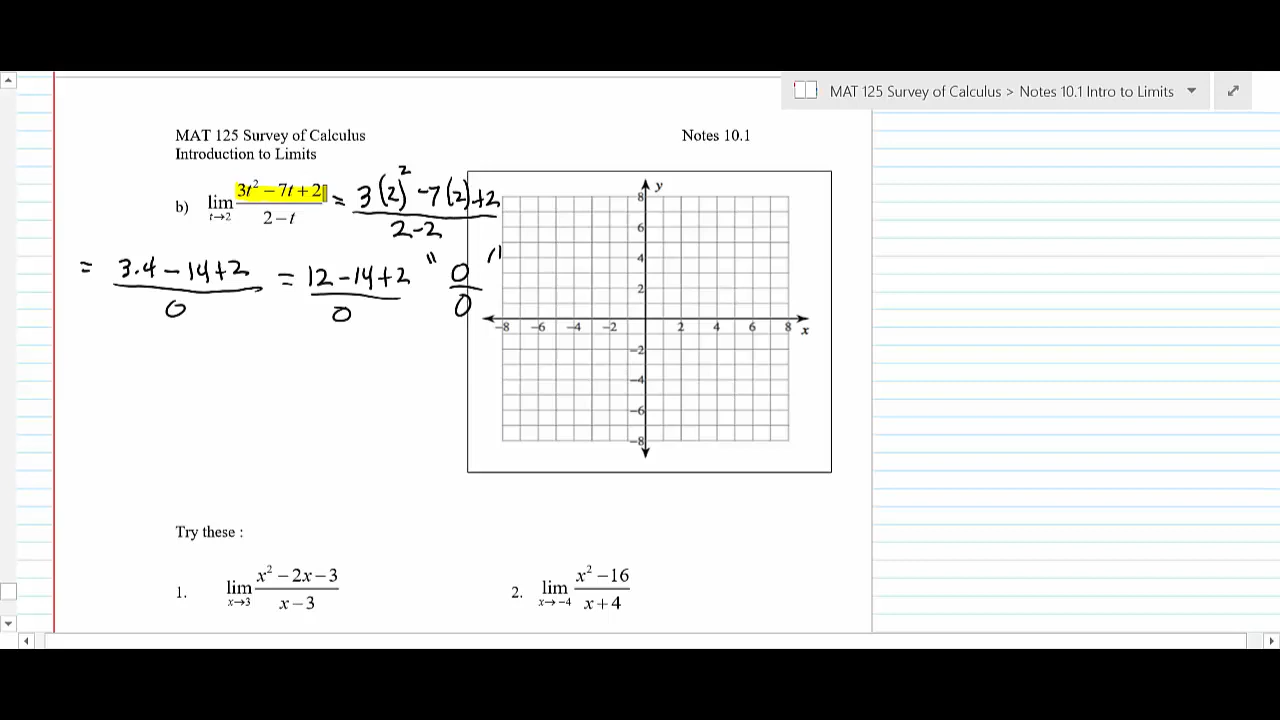 MAT 125 Survey of Calculus > Notes 10.1 Intro to Limits
MAT 125 Survey of Calculus Notes 10.1
Introduction to Limits
b) lim t→2 (3t² − 7t + 2)/(2 − t) = (3(2)² − 7(2) + 2)/(2 − 2)
= (3·4 − 14 + 2)/0 = (12 − 14 + 2)/0 " 0/0 "
y
8
6
4
2
−8 −6 −4 −2 2 4 6 8 x
−2
−4
−6
−8
Try these :
1. lim x→3 (x² − 2x − 3)/(x − 3) 2. lim x→−4 (x² − 16)/(x + 4)